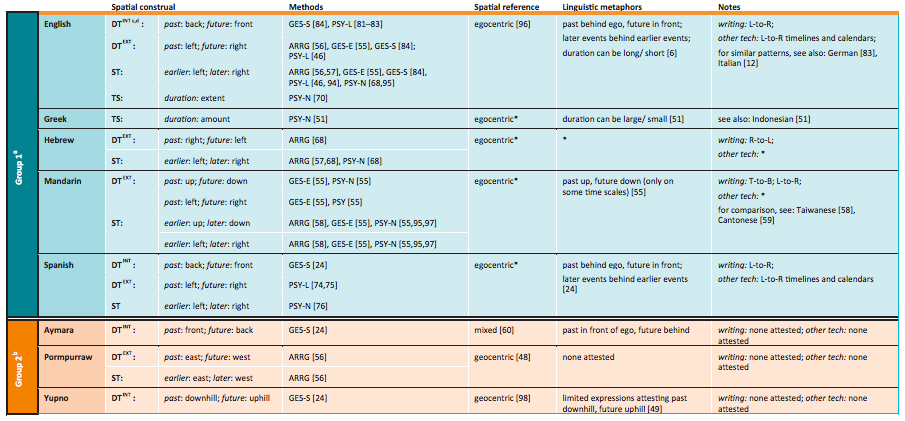 Spatial construal Methods Spatial reference Linguistic metaphors Notes
Group 1a
English DT INT c,d : past: back; future: front GES-S [84], PSY-L [81–83] egocentric [96] past behind ego, future in front; writing: L-to-R;
DT EXT : past: left; future: right ARRG [56], GES-E [55], GES-S [84]; later events behind earlier events; other tech: L-to-R timelines and calendars;
PSY-L [46] duration can be long/ short [6] for similar patterns, see also: German [83],
Italian [12]
ST: earlier: left; later: right ARRG [56,57], GES-E [55], GES-S [84],
PSY-L [46, 94], PSY-N [68,95]
TS: duration: extent PSY-N [70]
Greek TS: duration: amount PSY-N [51] egocentric* duration can be large/ small [51] see also: Indonesian [51]
Hebrew DT EXT : past: right; future: left ARRG [68] egocentric* * writing: R-to-L;
ST: earlier: left; later: right ARRG [57,68], PSY-N [68] other tech: *
Mandarin DT EXT : past: up; future: down GES-E [55], PSY-N [55] egocentric* past up, future down (only on writing: T-to-B; L-to-R;
some time scales) [55] other tech: *
past: left; future: right GES-E [55], PSY [55]
for comparison, see: Taiwanese [58],
ST: earlier: up; later: down ARRG [58], GES-E [55], PSY-N [55,95,97] Cantonese [59]
earlier: left; later: right ARRG [58], GES-E [55], PSY-N [55,95,97]
Spanish DT INT : past: back; future: front GES-S [24] egocentric* past behind ego, future in front; writing: L-to-R;
DT EXT : past: left; future: right PSY-L [74,75] later events behind earlier events other tech: L-to-R timelines and calendars
[24]
ST earlier: left; later: right PSY-N [76]
Group 2b
Aymara DT INT : past: front; future: back GES-S [24] mixed [60] past in front of ego, future behind writing: none attested; other tech: none
attested
Pormpurraw DT EXT : past: east; future: west ARRG [56] geocentric [48] none attested writing: none attested; other tech: none
attested
ST: earlier: east; later: west ARRG [56]
Yupno DT INT : past: downhill; future: uphill GES-S [24] geocentric [98] limited expressions attesting past writing: none attested; other tech: none
downhill, future uphill [49] attested